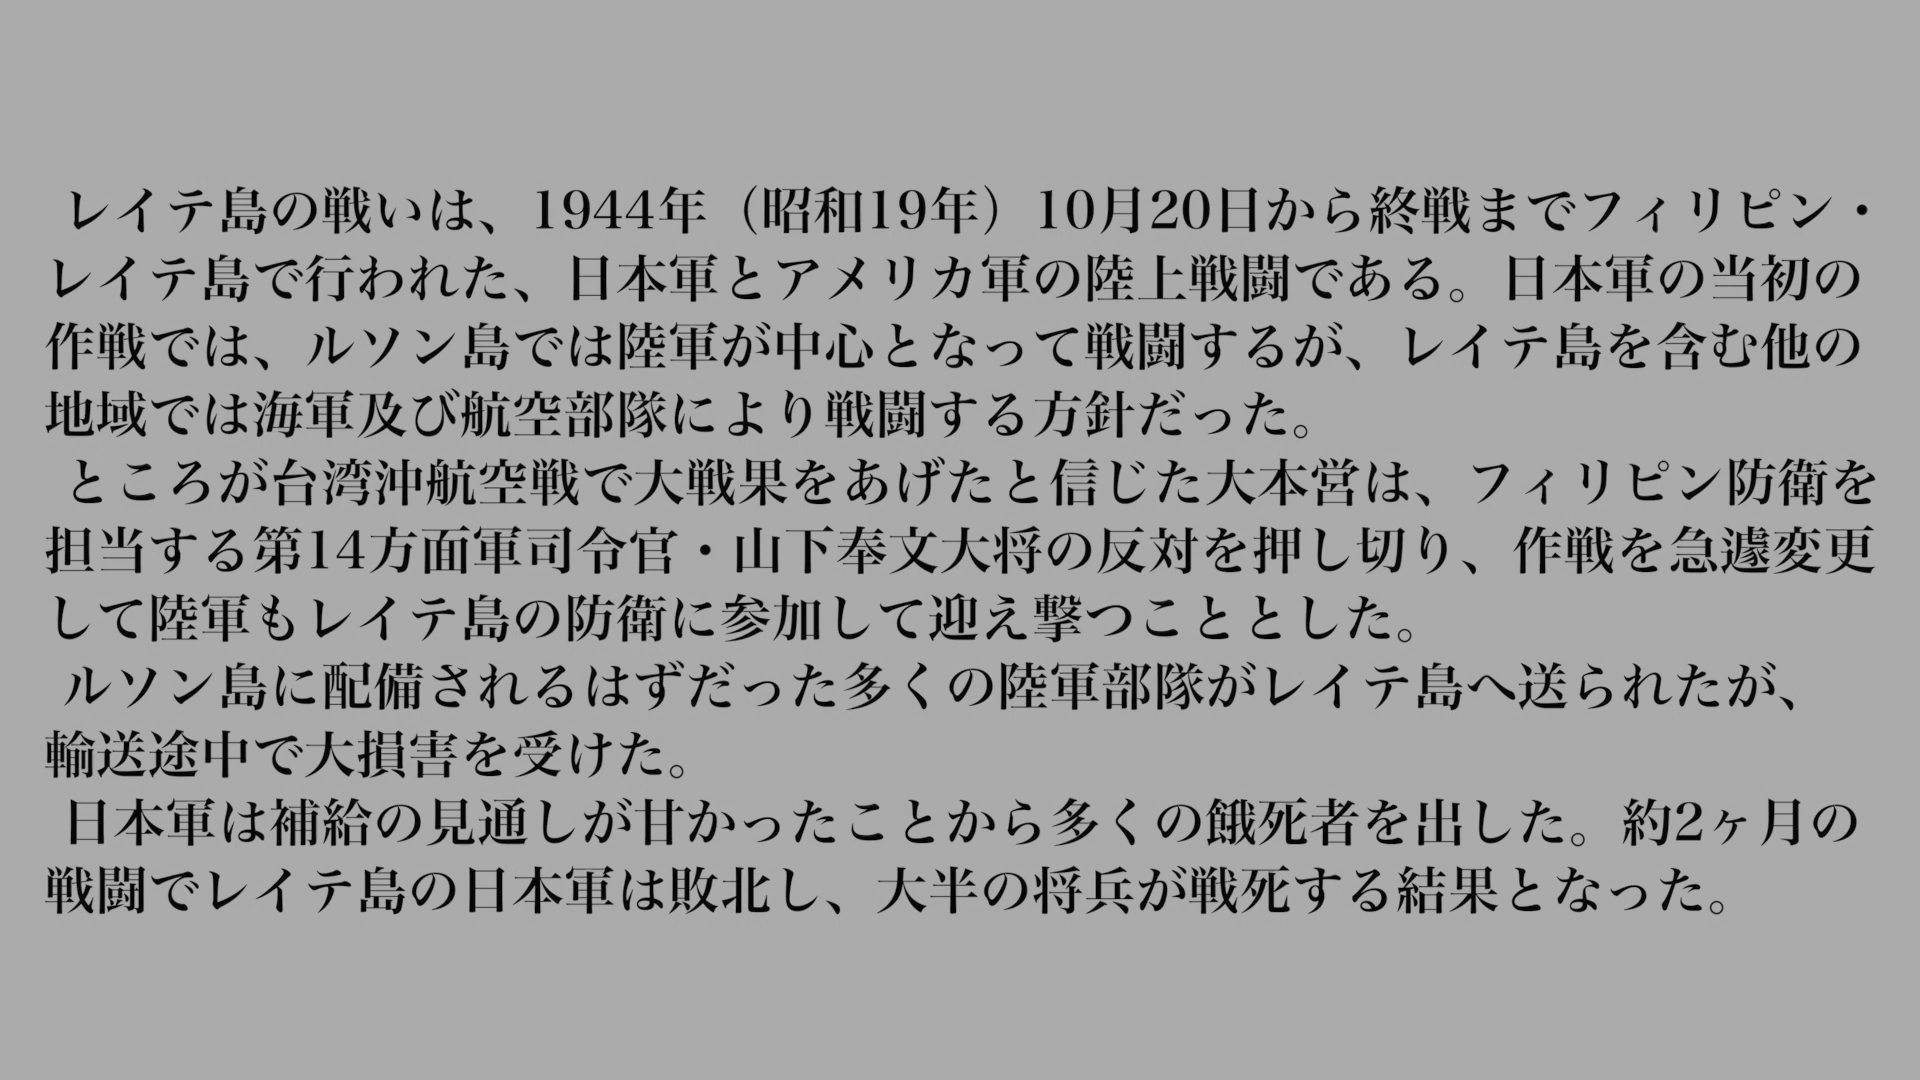 レイテ島の戦いは、1944年（昭和19年）10月20日から終戦までフィリピン・
レイテ島で行われた、日本軍とアメリカ軍の陸上戦闘である。日本軍の当初の
作戦では、ルソン島では陸軍が中心となって戦闘するが、レイテ島を含む他の
地域では海軍及び航空部隊により戦闘する方針だった。
ところが台湾沖航空戦で大戦果をあげたと信じた大本営は、フィリピン防衛を
担当する第14方面軍司令官・山下奉文大将の反対を押し切り、作戦を急遽変更
して陸軍もレイテ島の防衛に参加して迎え撃つこととした。
ルソン島に配備されるはずだった多くの陸軍部隊がレイテ島へ送られたが、
輸送途中で大損害を受けた。
日本軍は補給の見通しが甘かったことから多くの餓死者を出した。約2ヶ月の
戦闘でレイテ島の日本軍は敗北し、大半の将兵が戦死する結果となった。